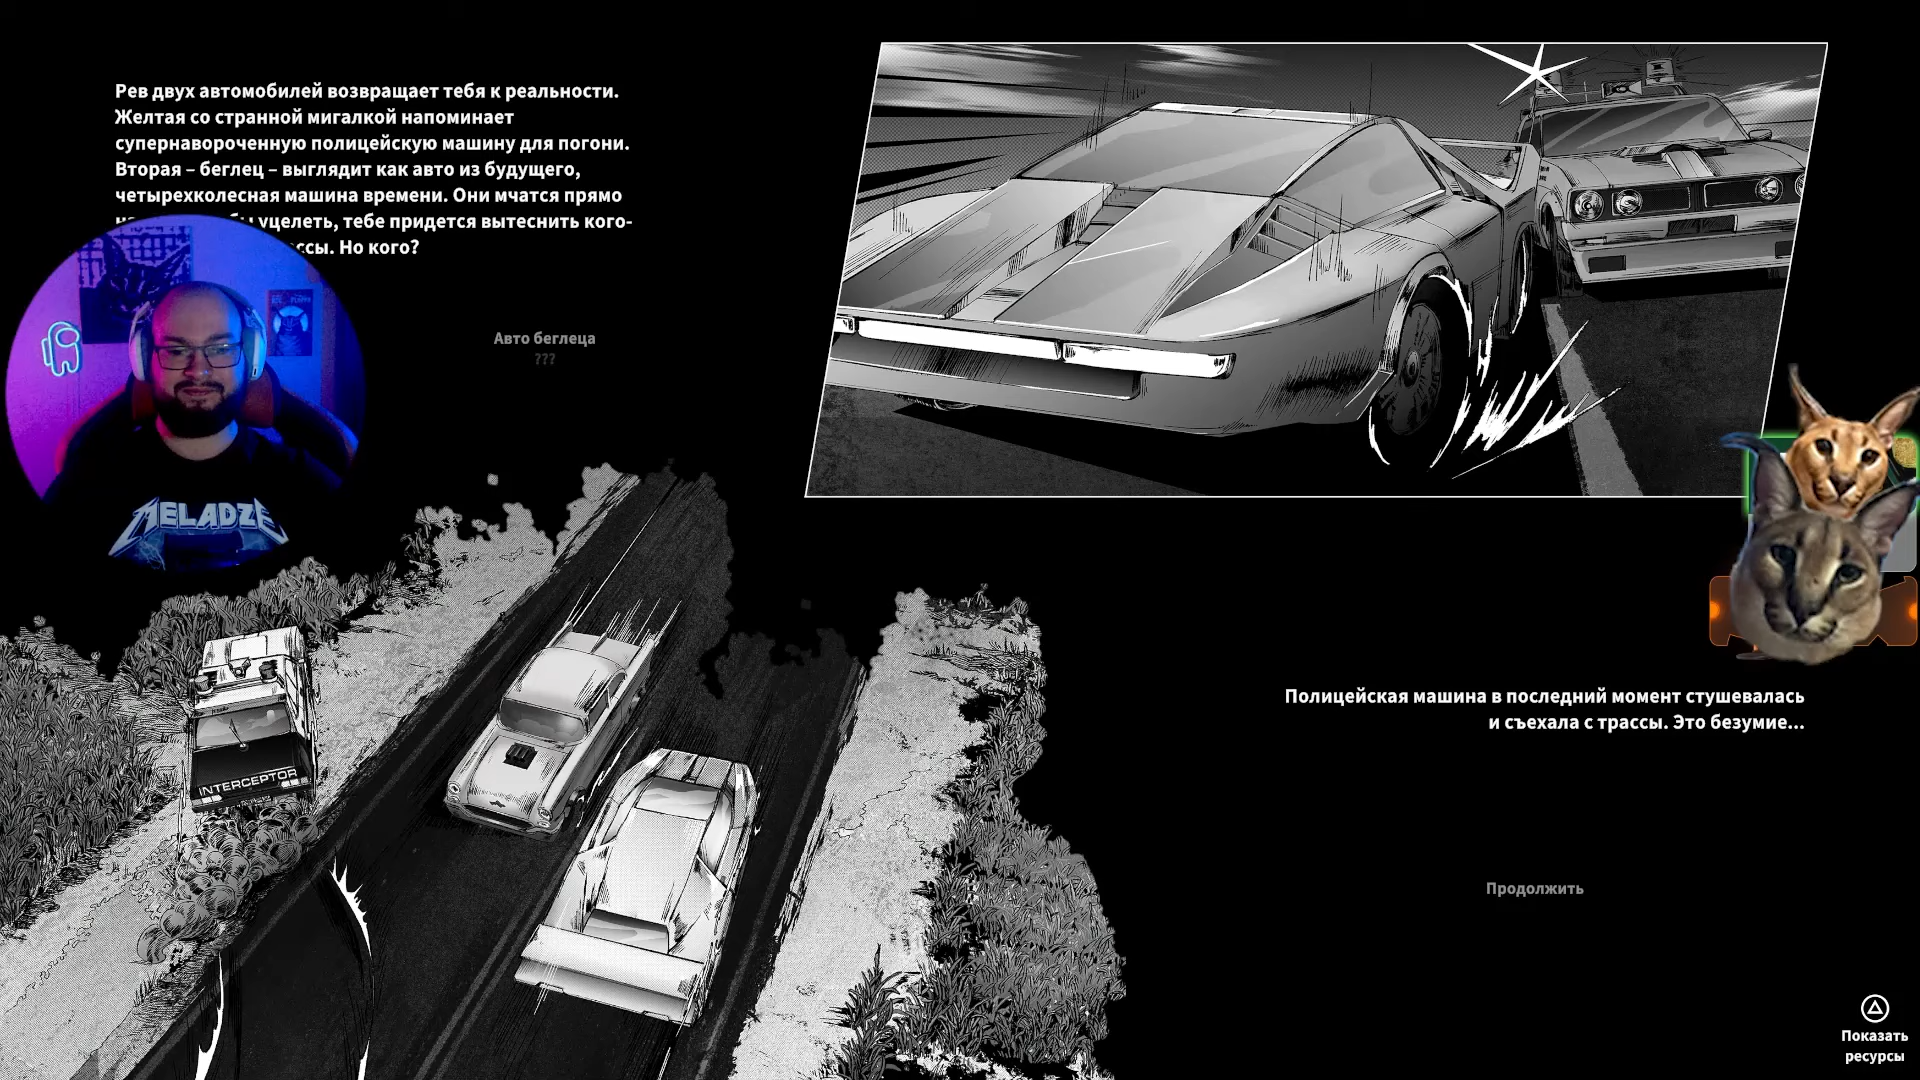 Рев двух автомобилей возвращает тебя к реальности.
Желтая со странной мигалкой напоминает
супернавороченную полицейскую машину для погони.
Вторая – беглец – выглядит как авто из будущего,
четырехколесная машина времени. Они мчатся прямо
уцелеть, тебе придется вытеснить кого-
Но кого?
Авто беглеца
???
MELADZE
INTERCEPTOR
Полицейская машина в последний момент стушевалась
и съехала с трассы. Это безумие...
Продолжить
Показать
ресурсы